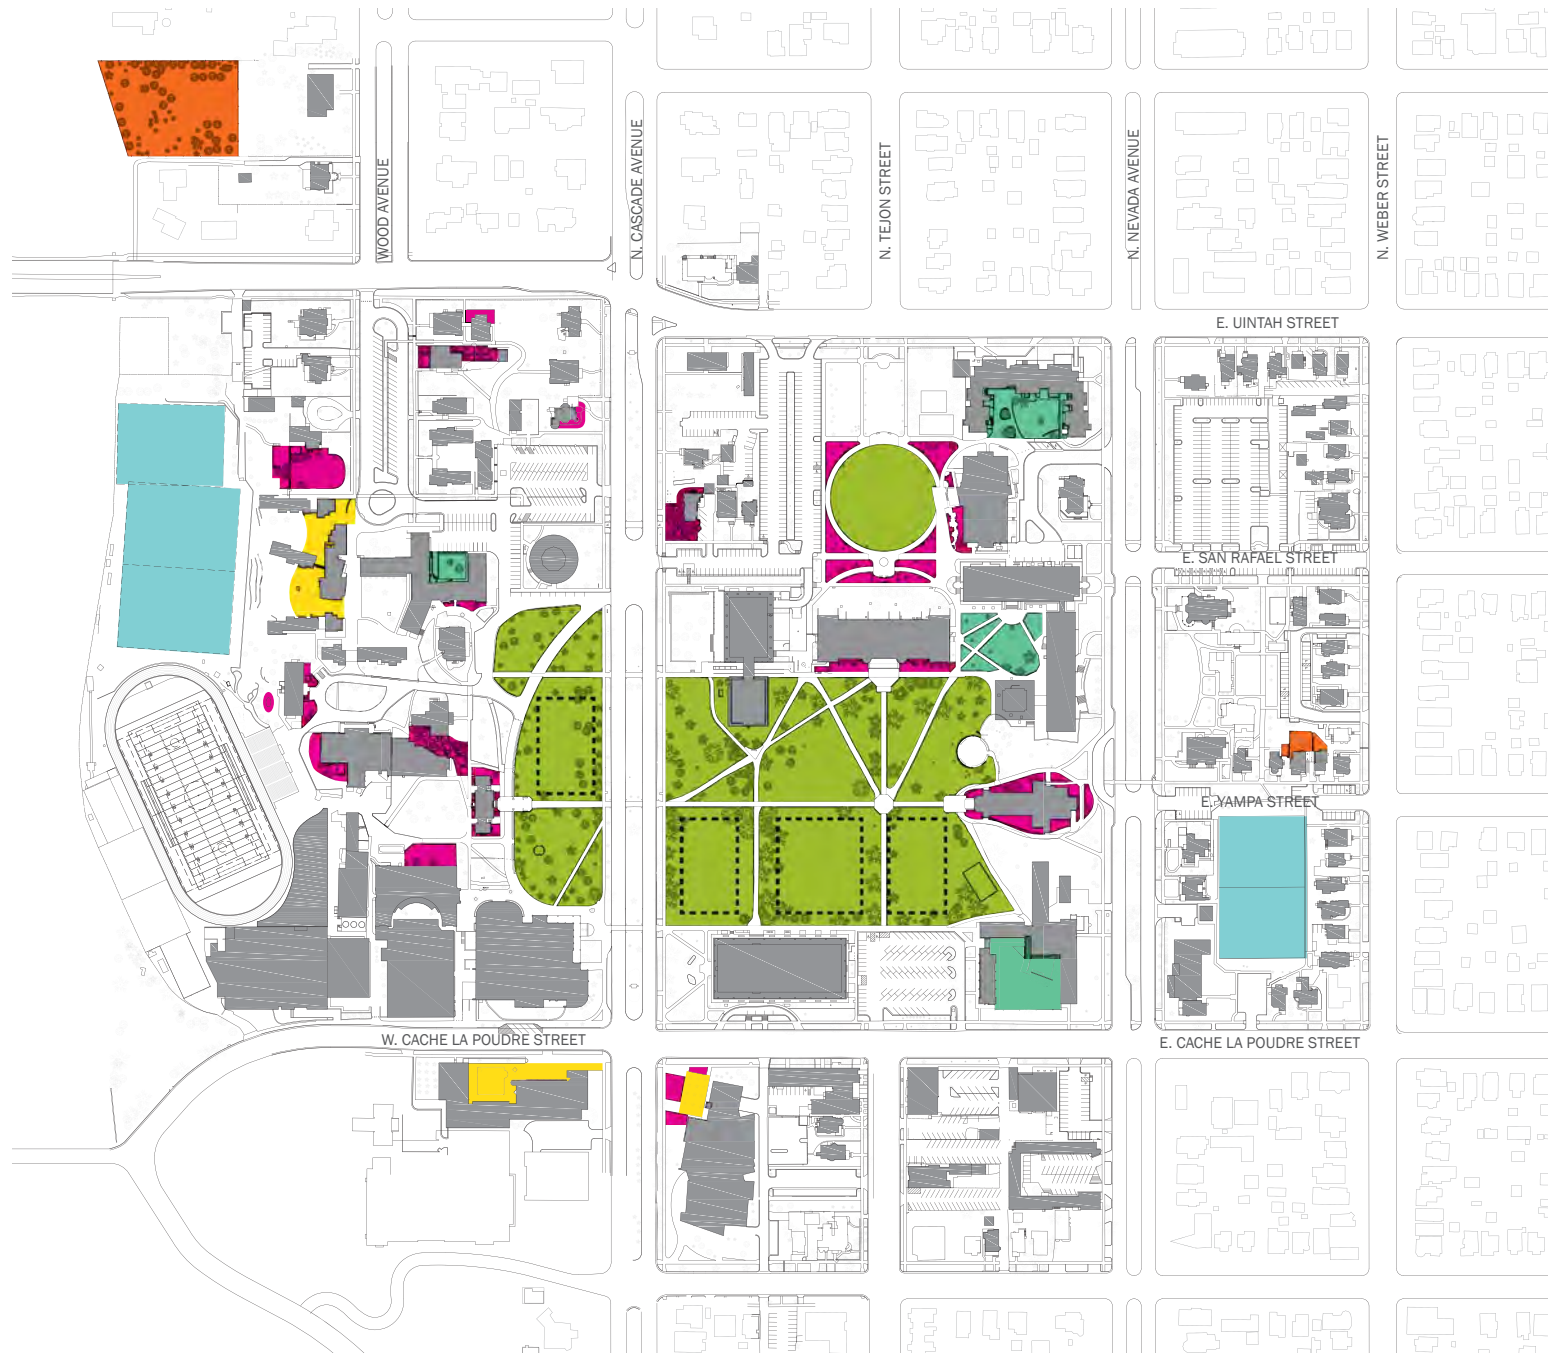 WOOD AVENUE
N. CASCADE AVENUE
N. TEJON STREET
N. NEVADA AVENUE
N. WEBER STREET
E. UINTAH STREET
E. SAN RAFAEL STREET
E. YAMPA STREET
W. CACHE LA POUDRE STREET
E. CACHE LA POUDRE STREET